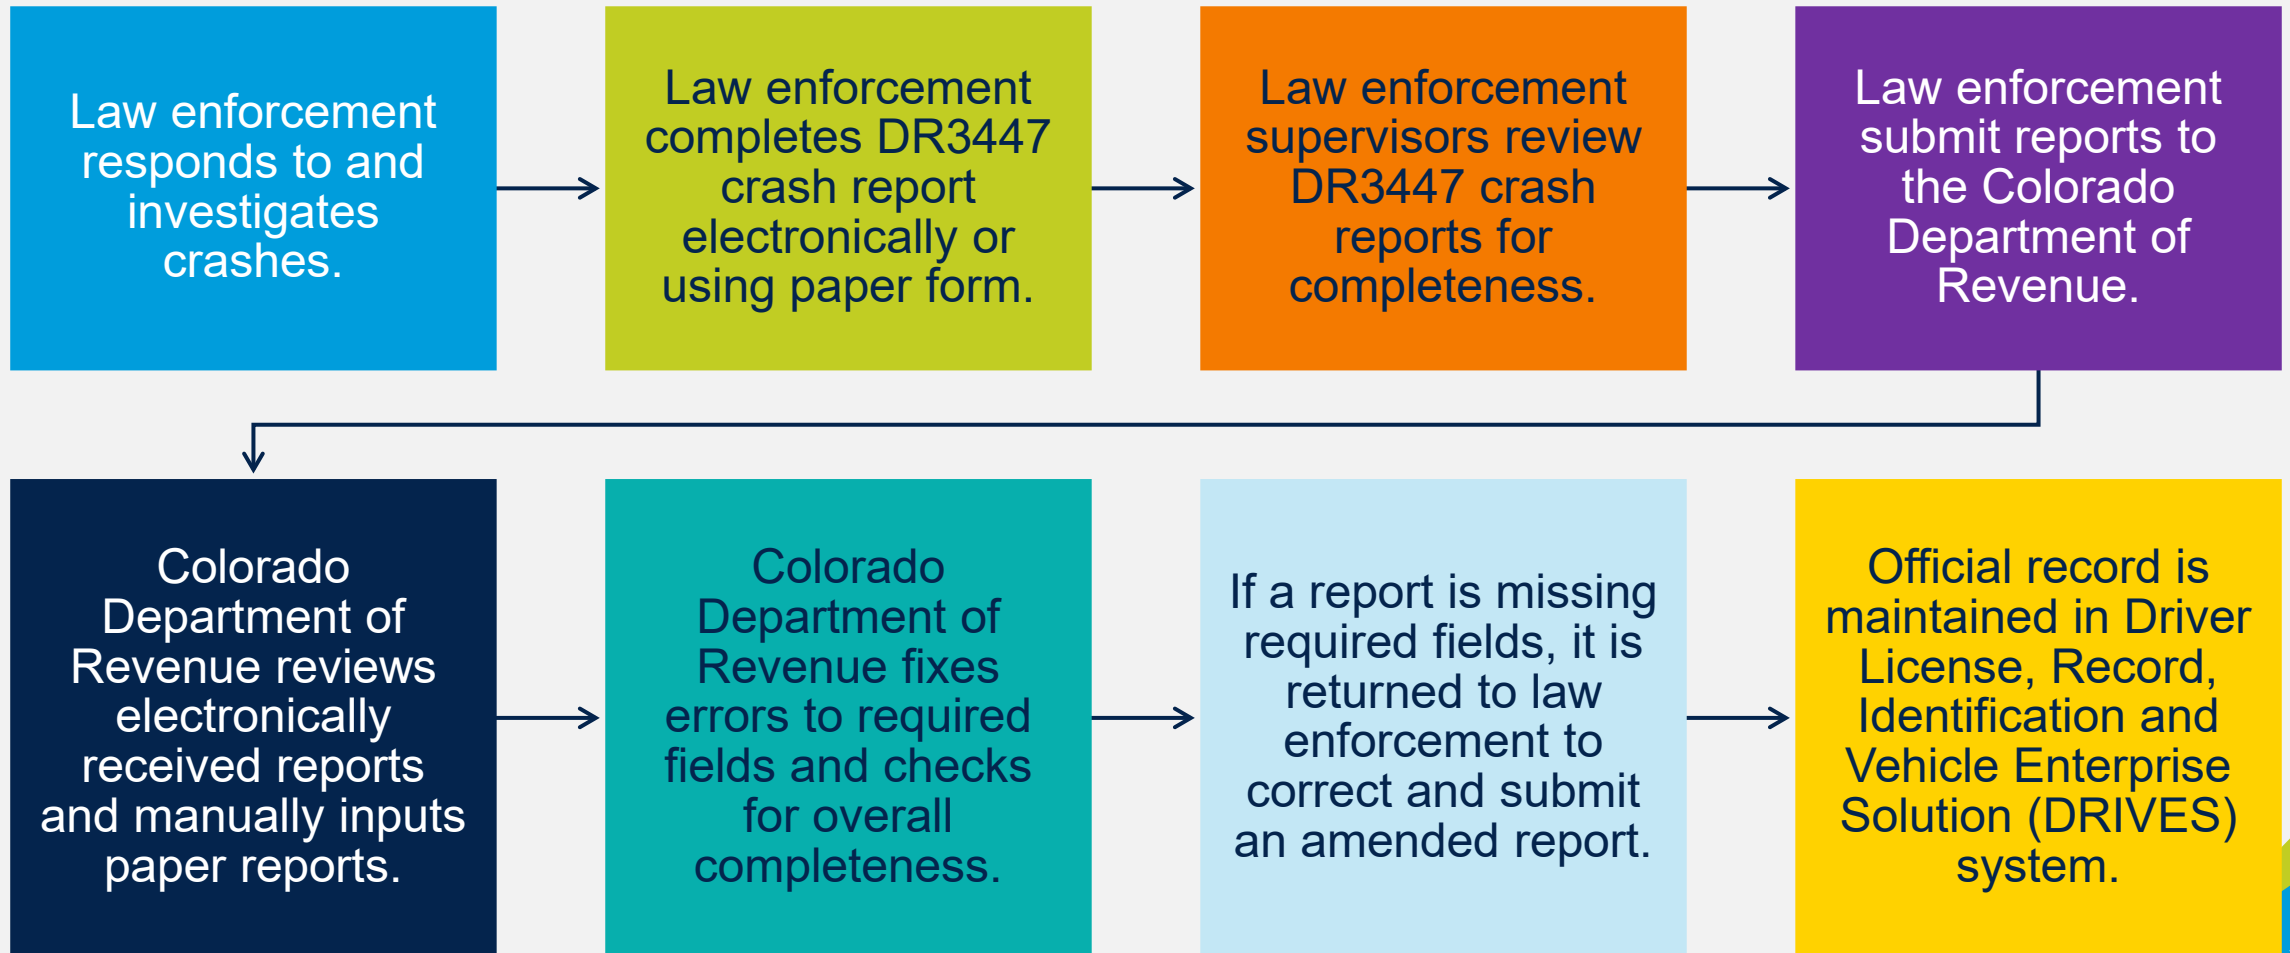 Law enforcement
responds to and
investigates
crashes.
Law enforcement
completes DR3447
crash report
electronically or
using paper form.
Law enforcement
supervisors review
DR3447 crash
reports for
completeness.
Law enforcement
submit reports to
the Colorado
Department of
Revenue.
Colorado
Department of
Revenue reviews
electronically
received reports
and manually inputs
paper reports.
Colorado
Department of
Revenue fixes
errors to required
fields and checks
for overall
completeness.
If a report is missing
required fields, it is
returned to law
enforcement to
correct and submit
an amended report.
Official record is
maintained in Driver
License, Record,
Identification and
Vehicle Enterprise
Solution (DRIVES)
system.